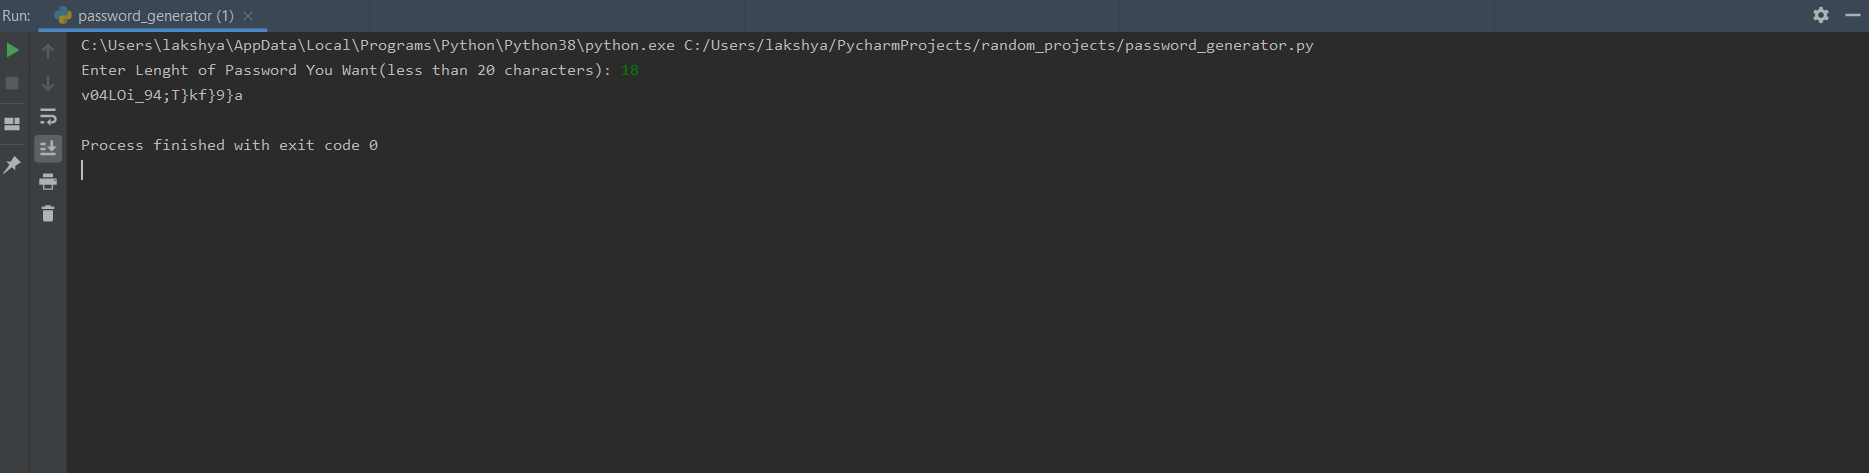 Run: password_generator (1)
C:\Users\lakshya\AppData\Local\Programs\Python\Python38\python.exe C:/Users/lakshya/PycharmProjects/random_projects/password_generator.py
Enter Lenght of Password You Want(less than 20 characters): 18
v04LOi_94;T}kf}9}a
Process finished with exit code 0